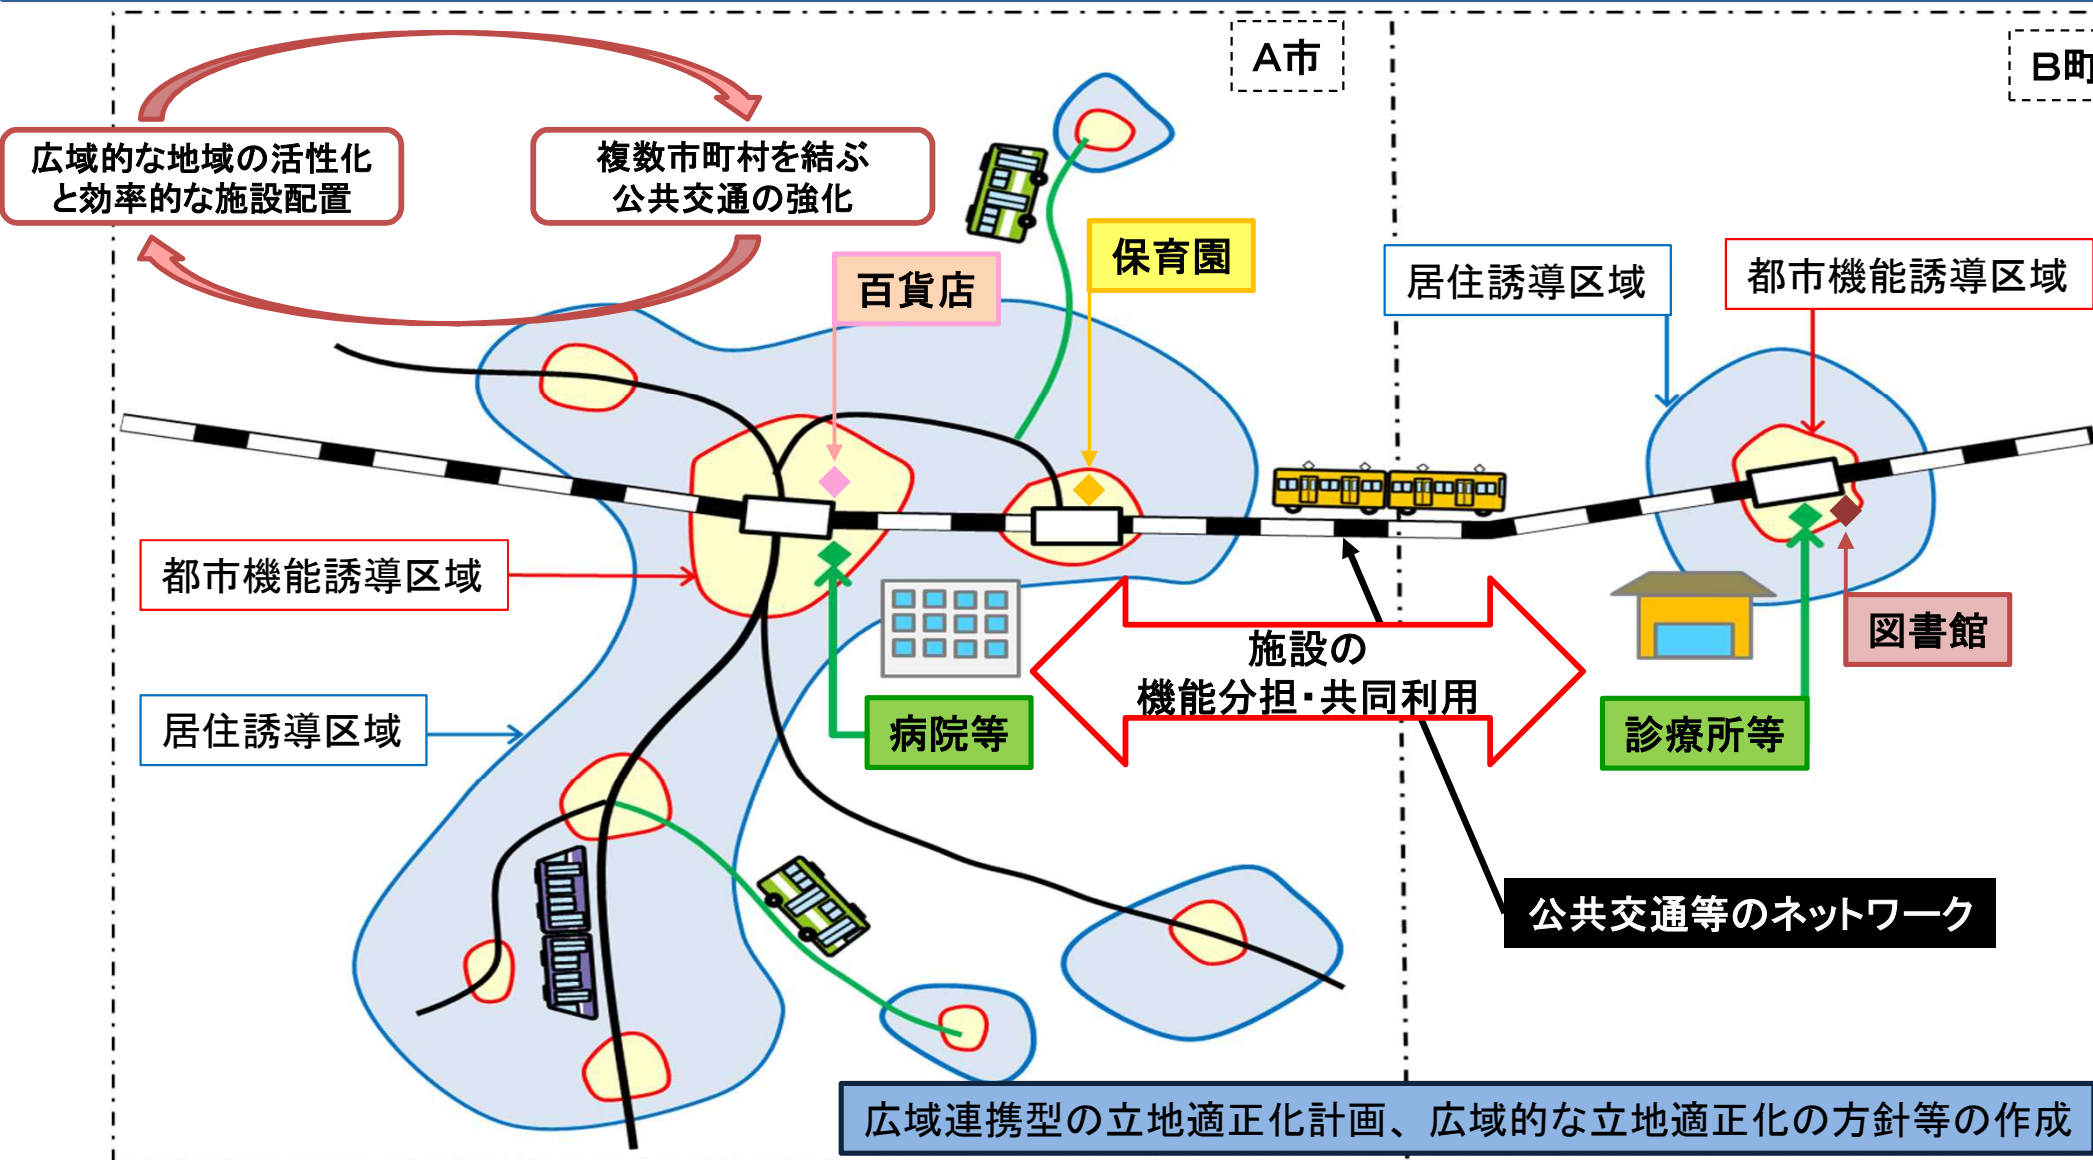 A市
B町
広域的な地域の活性化
と効率的な施設配置
複数市町村を結ぶ
公共交通の強化
百貨店
保育園
居住誘導区域
都市機能誘導区域
都市機能誘導区域
居住誘導区域
病院等
施設の
機能分担・共同利用
図書館
診療所等
公共交通等のネットワーク
広域連携型の立地適正化計画、広域的な立地適正化の方針等の作成